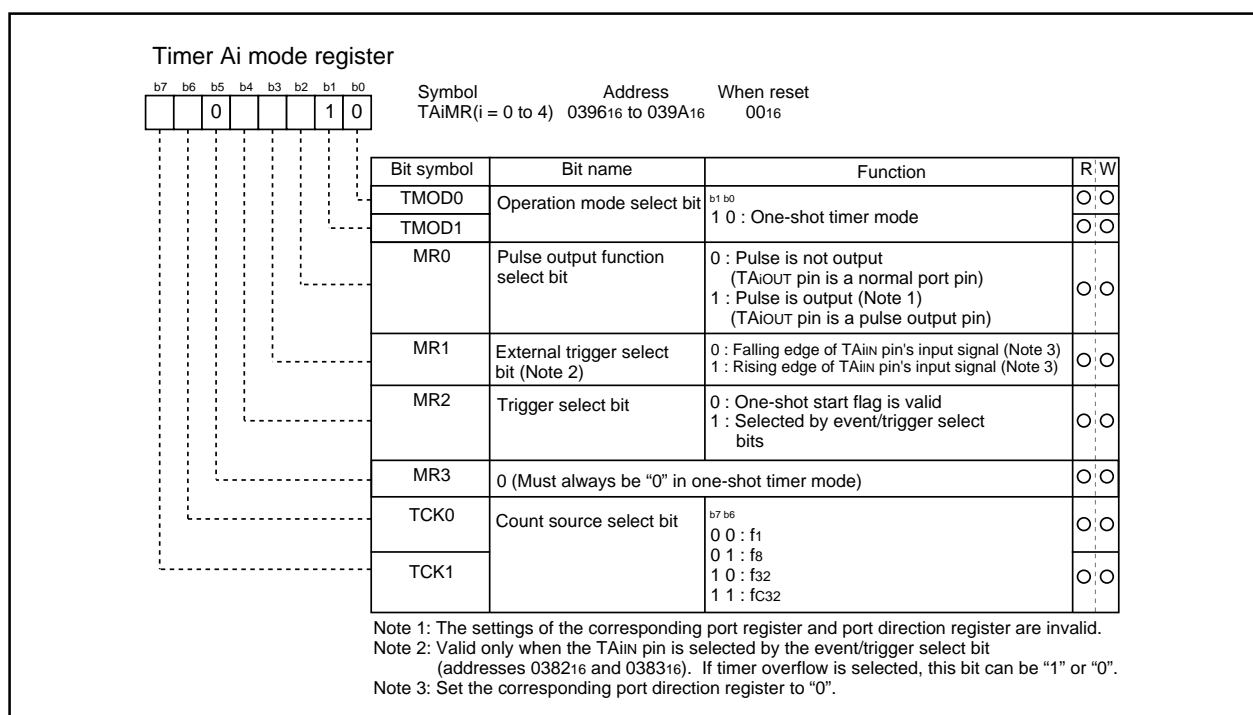 Timer Ai mode register
b7 b6 b5 b4 b3 b2 b1 b0
0 1 0
Symbol Address When reset
TAiMR(i = 0 to 4) 039616 to 039A16 0016
Bit symbol Bit name Function R W
TMOD0 Operation mode select bit b1 b0
1 0 : One-shot timer mode
TMOD1
MR0 Pulse output function select bit
0 : Pulse is not output
(TAiOUT pin is a normal port pin)
1 : Pulse is output (Note 1)
(TAiOUT pin is a pulse output pin)
MR1 External trigger select bit (Note 2)
0 : Falling edge of TAiIN pin's input signal (Note 3)
1 : Rising edge of TAiIN pin's input signal (Note 3)
MR2 Trigger select bit
0 : One-shot start flag is valid
1 : Selected by event/trigger select
bits
MR3 0 (Must always be “0” in one-shot timer mode)
TCK0 Count source select bit b7 b6
0 0 : f1
0 1 : f8
TCK1
1 0 : f32
1 1 : fC32
Note 1: The settings of the corresponding port register and port direction register are invalid.
Note 2: Valid only when the TAiIN pin is selected by the event/trigger select bit
(addresses 038216 and 038316). If timer overflow is selected, this bit can be “1” or “0”.
Note 3: Set the corresponding port direction register to “0”.